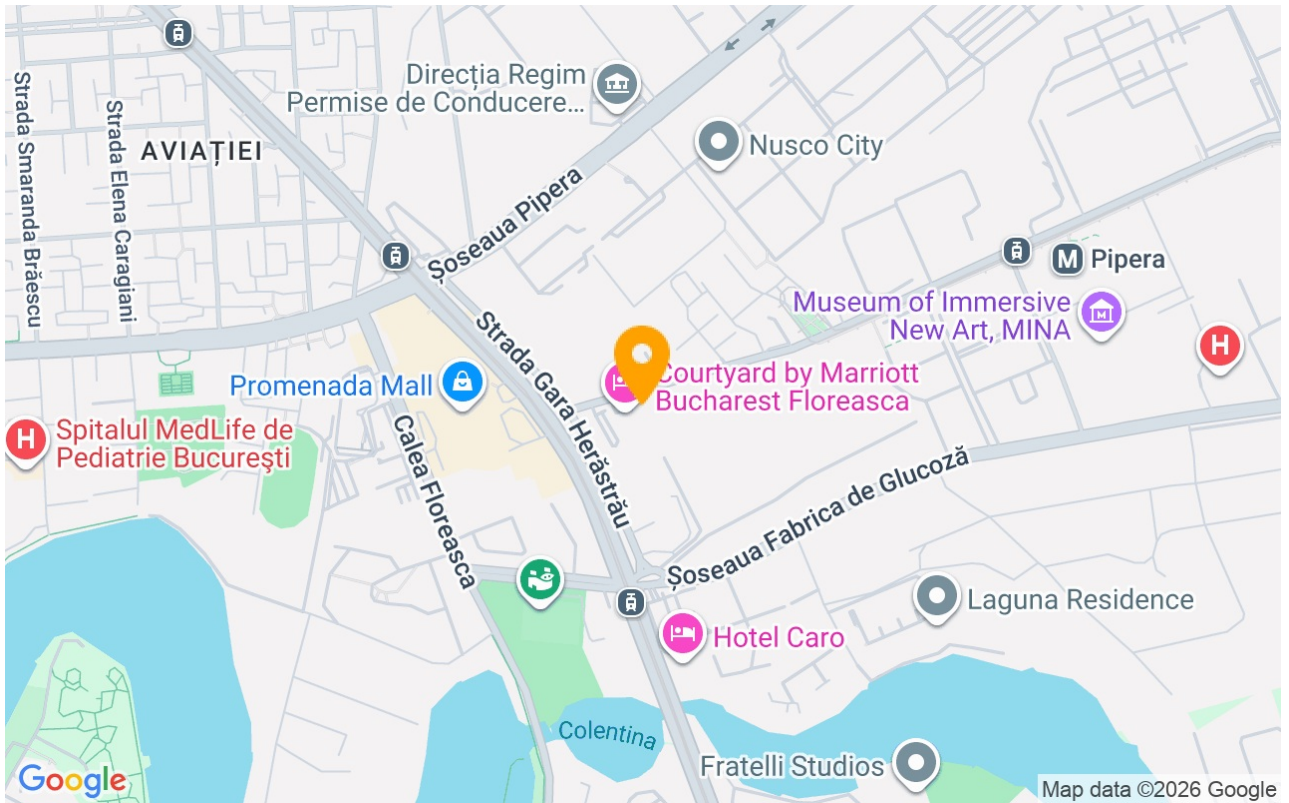 Direcția Regim
Permise de Conducere...
Strada Smaranda Brăescu
Strada Elena Caragiani
AVIAȚIEI
Nusco City
Șoseaua Pipera
M Pipera
Museum of Immersive
New Art, MINA
H
Strada Gara Herăstrău
Promenada Mall
Courtyard by Marriott
Bucharest Floreasca
H
Spitalul MedLife de
Pediatrie București
Calea Floreasca
Șoseaua Fabrica de Glucoză
Laguna Residence
Hotel Caro
Colentina
Fratelli Studios
Google
Map data ©2026 Google